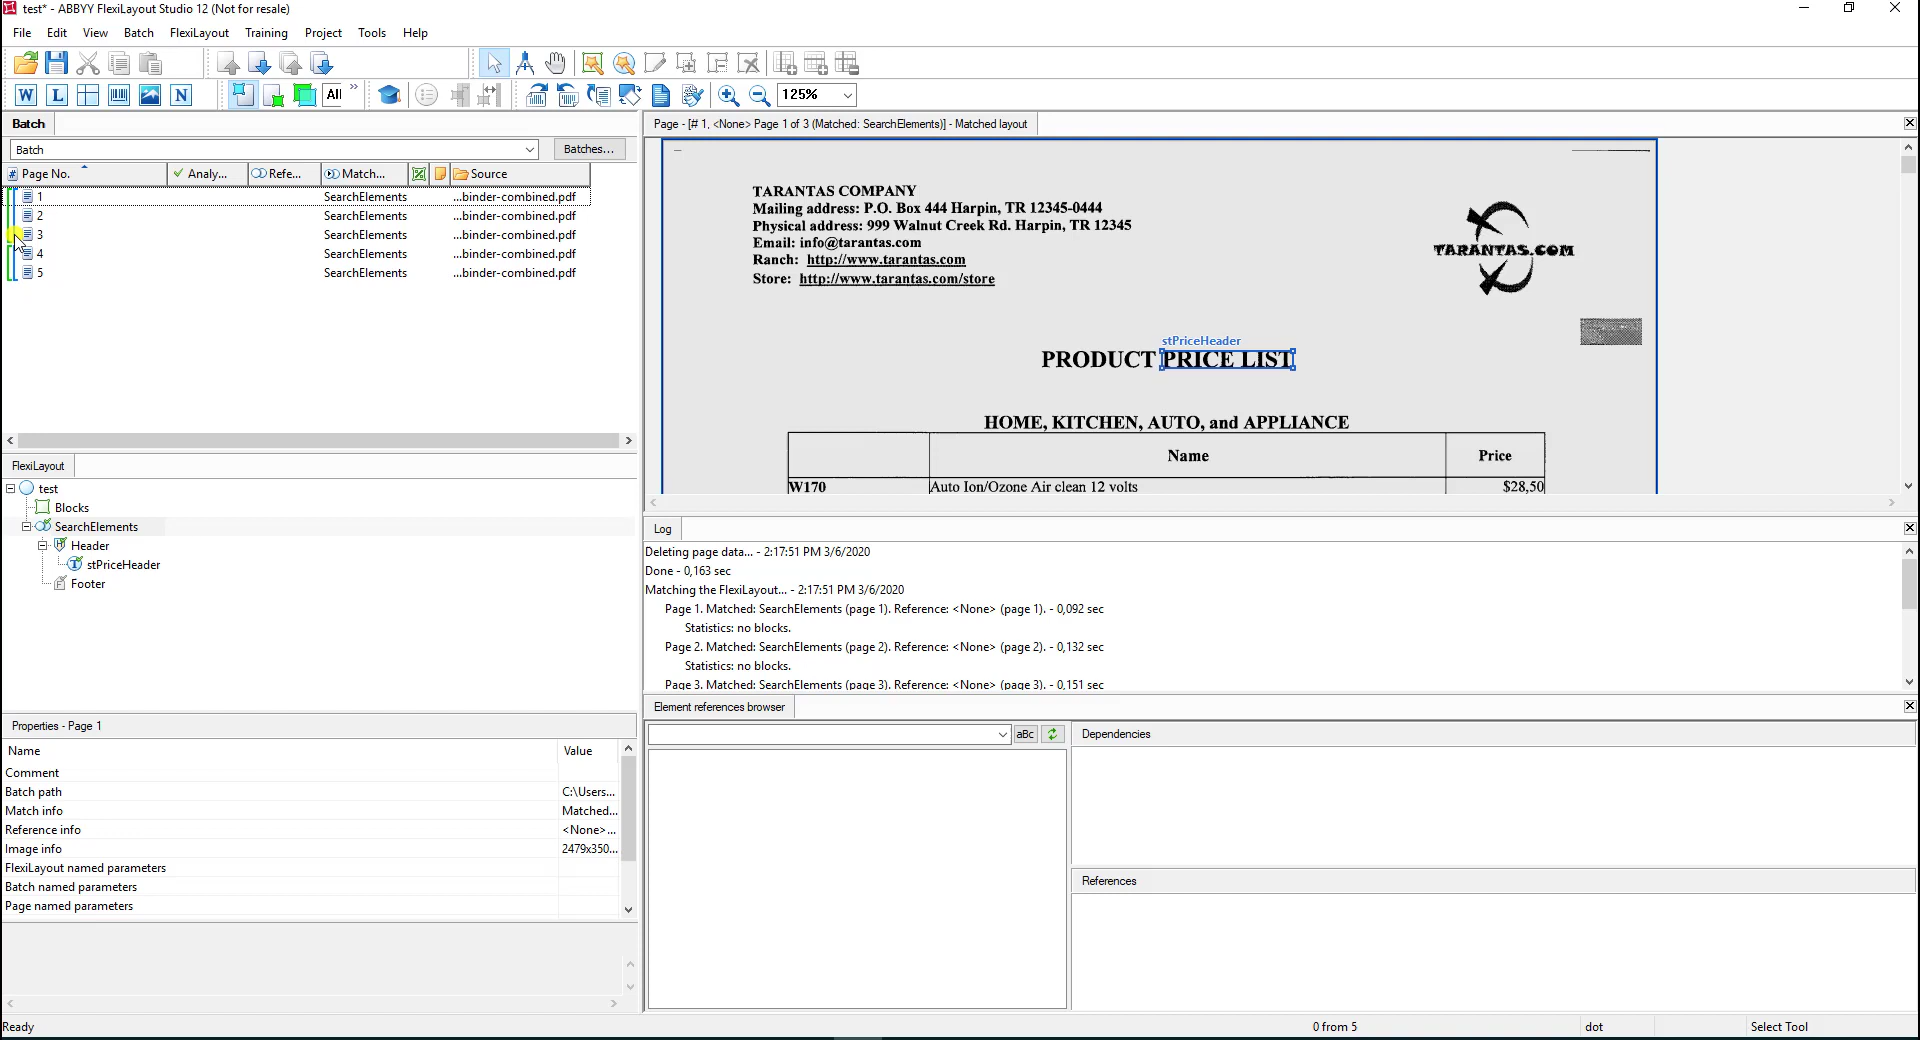 test* - ABBYY FlexiLayout Studio 12 (Not for resale)
File Edit View Batch FlexiLayout Training Project Tools Help
W L N All » 125%
Batch
Batch Batches...
# Page No. Analy... Refe... Match... Source
1 SearchElements ...binder-combined.pdf
2 SearchElements ...binder-combined.pdf
3 SearchElements ...binder-combined.pdf
4 SearchElements ...binder-combined.pdf
5 SearchElements ...binder-combined.pdf
FlexiLayout
test
Blocks
SearchElements
Header
stPriceHeader
Footer
Properties - Page 1
Name Value
Comment
Batch path C:\Users...
Match info Matched...
Reference info <None>...
Image info 2479x350...
FlexiLayout named parameters
Batch named parameters
Page named parameters
Page - [# 1, <None> Page 1 of 3 (Matched: SearchElements)] - Matched layout
TARANTAS COMPANY
Mailing address: P.O. Box 444 Harpin, TR 12345-0444
Physical address: 999 Walnut Creek Rd. Harpin, TR 12345
Email: info@tarantas.com
Ranch: http://www.tarantas.com
Store: http://www.tarantas.com/store
TARANTAS.COM
stPriceHeader
PRODUCT PRICE LIST
HOME, KITCHEN, AUTO, and APPLIANCE
Name Price
W170 Auto Ion/Ozone Air clean 12 volts $28,50
Log
Deleting page data... - 2:17:51 PM 3/6/2020
Done - 0,163 sec
Matching the FlexiLayout... - 2:17:51 PM 3/6/2020
Page 1. Matched: SearchElements (page 1). Reference: <None> (page 1). - 0,092 sec
Statistics: no blocks.
Page 2. Matched: SearchElements (page 2). Reference: <None> (page 2). - 0,132 sec
Statistics: no blocks.
Page 3. Matched: SearchElements (page 3). Reference: <None> (page 3). - 0,151 sec
Element references browser
aBc
Dependencies
References
Ready 0 from 5 dot Select Tool